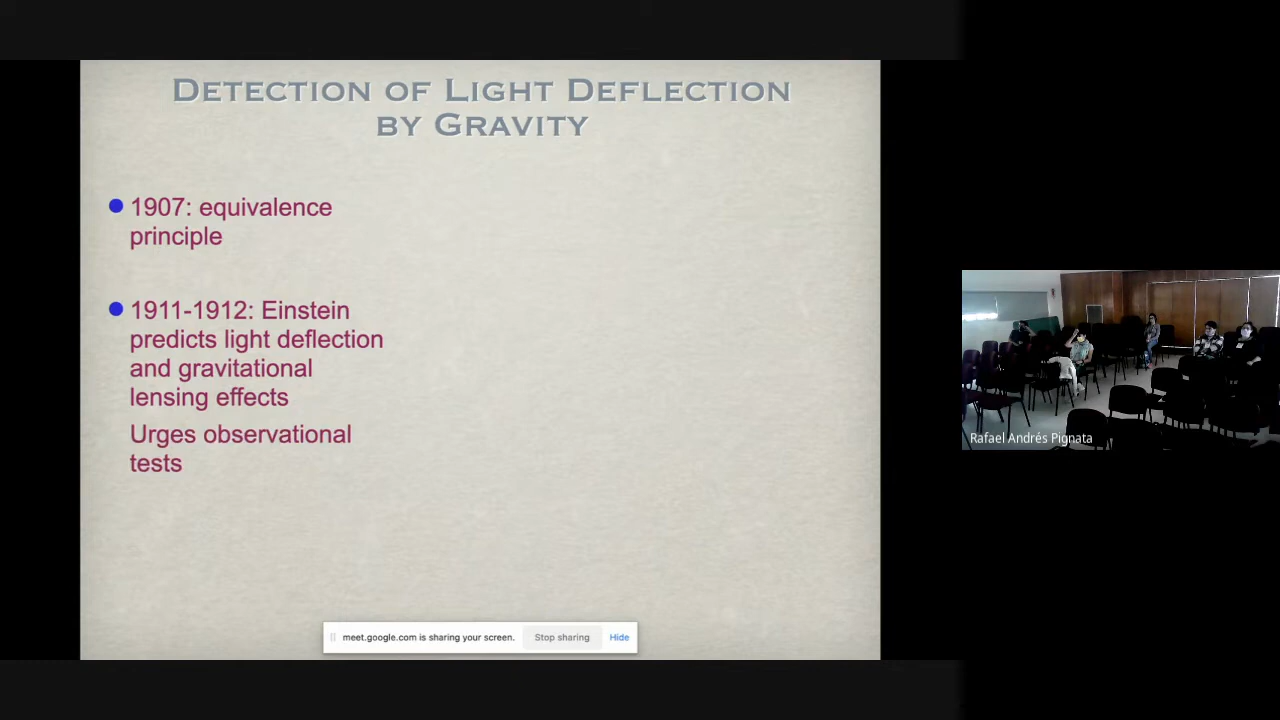 DETECTION OF LIGHT DEFLECTION
BY GRAVITY
1907: equivalence
principle
1911-1912: Einstein
predicts light deflection
and gravitational
lensing effects
Urges observational
tests
meet.google.com is sharing your screen. Stop sharing Hide
Rafael Andrés Pignata